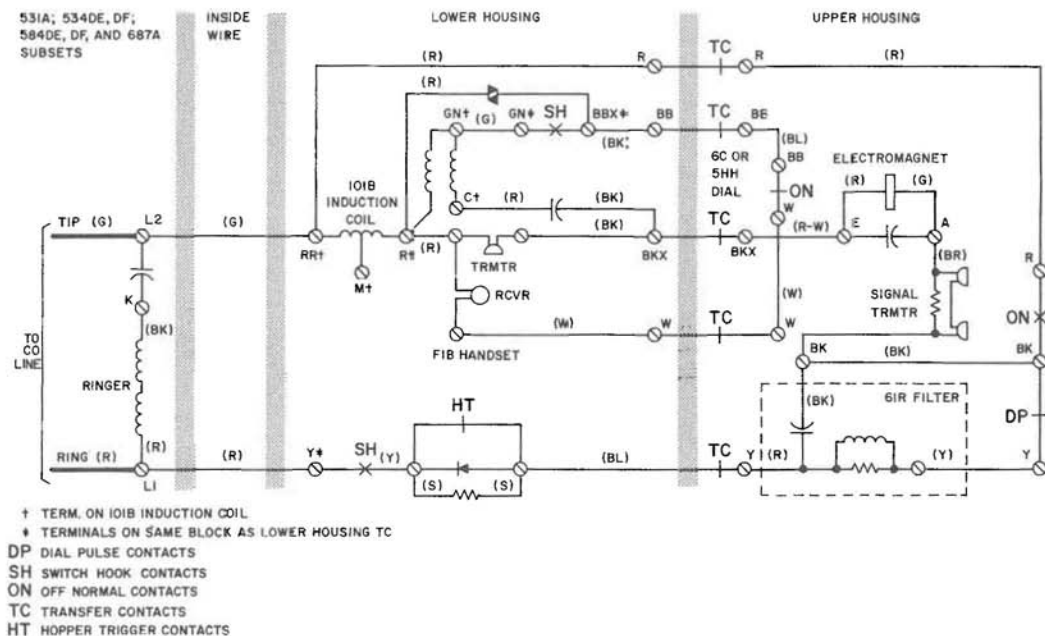 531A; 534DE, DF;
584DE, DF, AND 687A
SUBSETS
INSIDE
WIRE
LOWER HOUSING
UPPER HOUSING
(R)
R
TC
R
(R)
(R)
GN†
(G)
GN*
SH
BBX*
(BK)
BB
TC
BB
(BL)
BB
6C OR
5HH
DIAL
ON
W
ELECTROMAGNET
(R)
(G)
101B
INDUCTION
COIL
C†
(R)
(BK)
TIP (G)
L2
(G)
RR†
R†
(R)
TRMTR
(BK)
BKX
TC
BKX
(R-W)
E
A
(BR)
M†
RCVR
K
(BK)
SIGNAL
TRMTR
R
ON
(W)
TO
CO
LINE
F1B HANDSET
(W)
W
TC
W
BK
(BK)
BK
RINGER
HT
(BK)
61R FILTER
DP
RING (R)
(R)
L1
(R)
Y*
SH
(Y)
(S)
(S)
(BL)
TC
Y
(R)
(Y)
Y
† TERM. ON 101B INDUCTION COIL
* TERMINALS ON SAME BLOCK AS LOWER HOUSING TC
DP DIAL PULSE CONTACTS
SH SWITCH HOOK CONTACTS
ON OFF NORMAL CONTACTS
TC TRANSFER CONTACTS
HT HOPPER TRIGGER CONTACTS